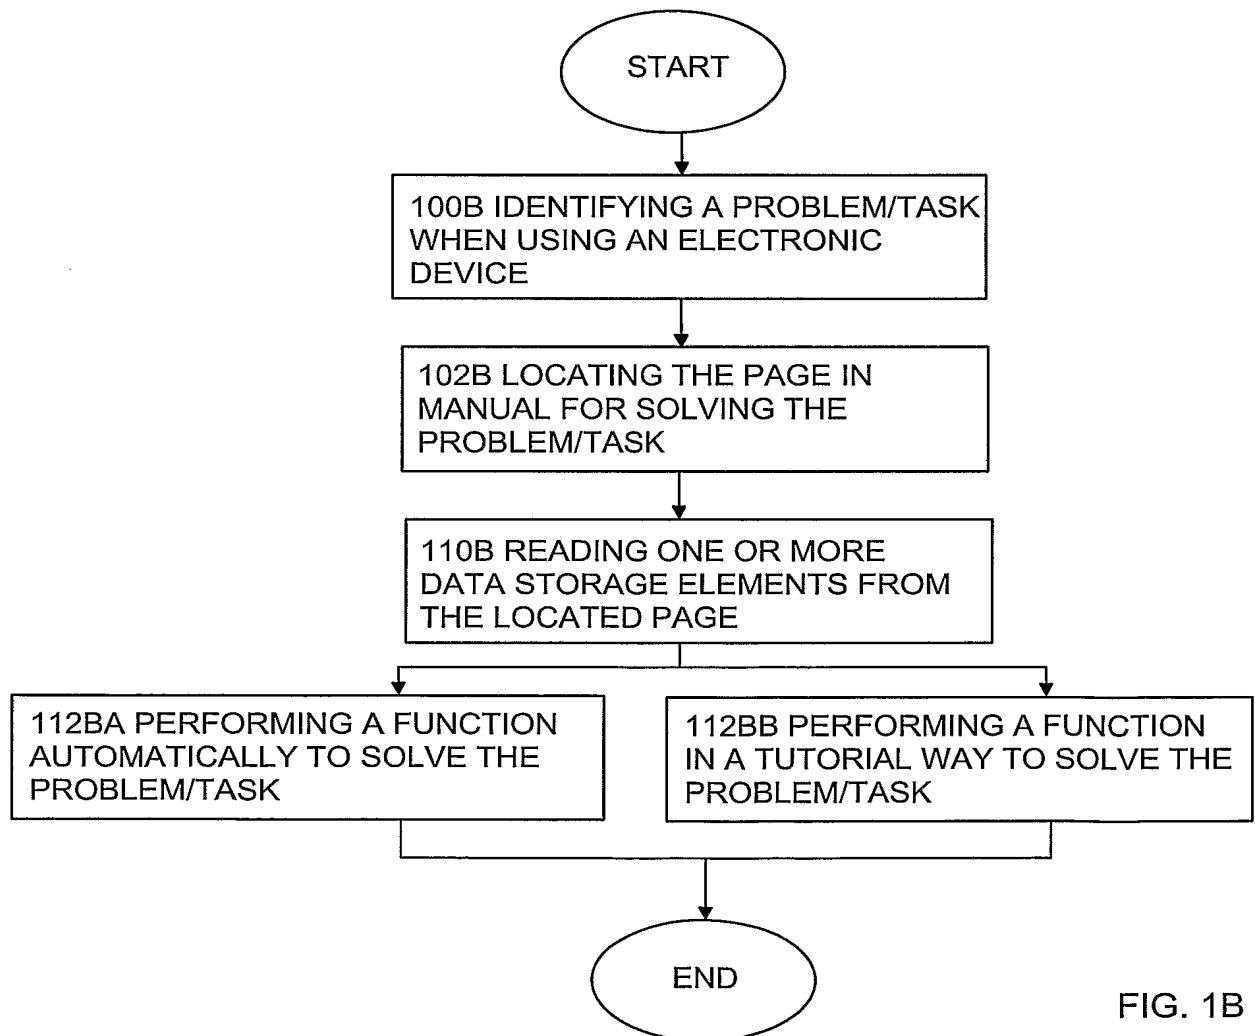 START
100B IDENTIFYING A PROBLEM/TASK
WHEN USING AN ELECTRONIC
DEVICE
102B LOCATING THE PAGE IN
MANUAL FOR SOLVING THE
PROBLEM/TASK
110B READING ONE OR MORE
DATA STORAGE ELEMENTS FROM
THE LOCATED PAGE
112BA PERFORMING A FUNCTION
AUTOMATICALLY TO SOLVE THE
PROBLEM/TASK
112BB PERFORMING A FUNCTION
IN A TUTORIAL WAY TO SOLVE THE
PROBLEM/TASK
END
FIG. 1B